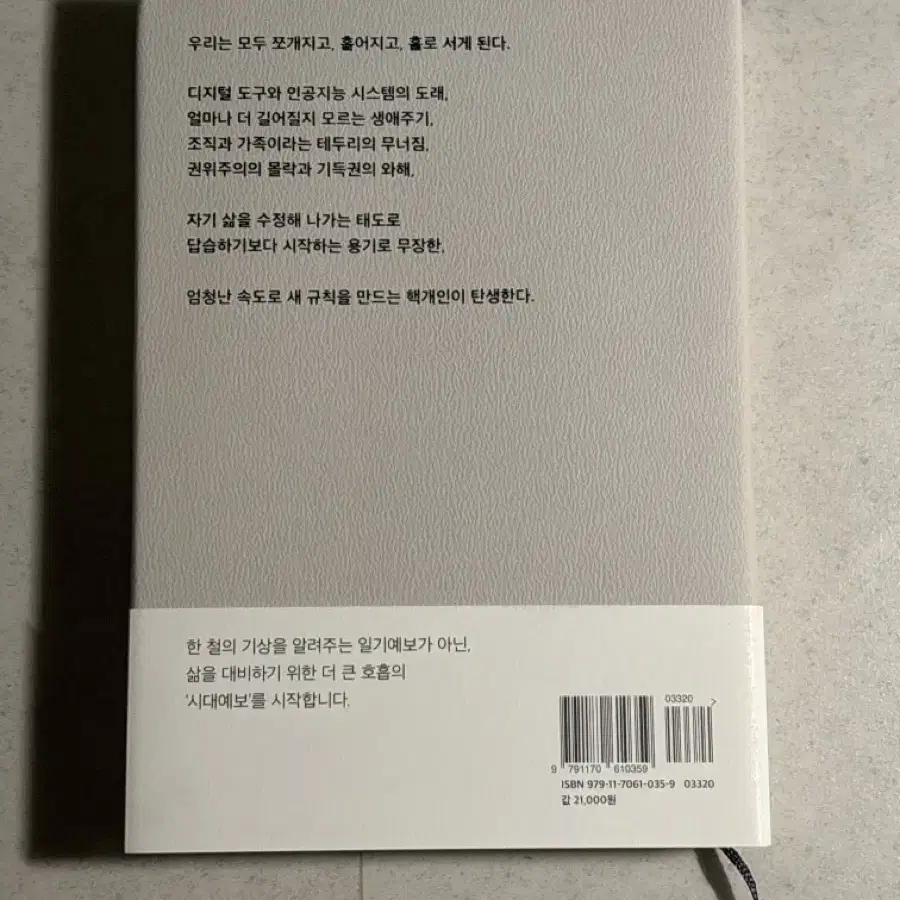 우리는 모두 쪼개지고, 흩어지고, 홀로 서게 된다.
디지털 도구와 인공지능 시스템의 도래,
얼마나 더 길어질지 모르는 생애주기,
조직과 가족이라는 테두리의 무너짐,
권위주의의 몰락과 기득권의 와해,
자기 삶을 수정해 나가는 태도로
답습하기보다 시작하는 용기로 무장한,
엄청난 속도로 새 규칙을 만드는 핵개인이 탄생한다.
한 철의 기상을 알려주는 일기예보가 아닌,
삶을 대비하기 위한 더 큰 호흡의
‘시대예보’를 시작합니다.
03320 >
9 791170 610359
ISBN 979-11-7061-035-9 03320
값 21,000원